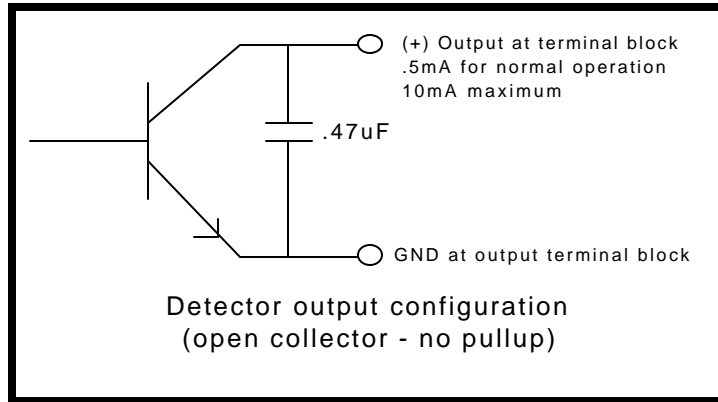 (+) Output at terminal block
.5mA for normal operation
10mA maximum
.47uF
GND at output terminal block
Detector output configuration
(open collector - no pullup)